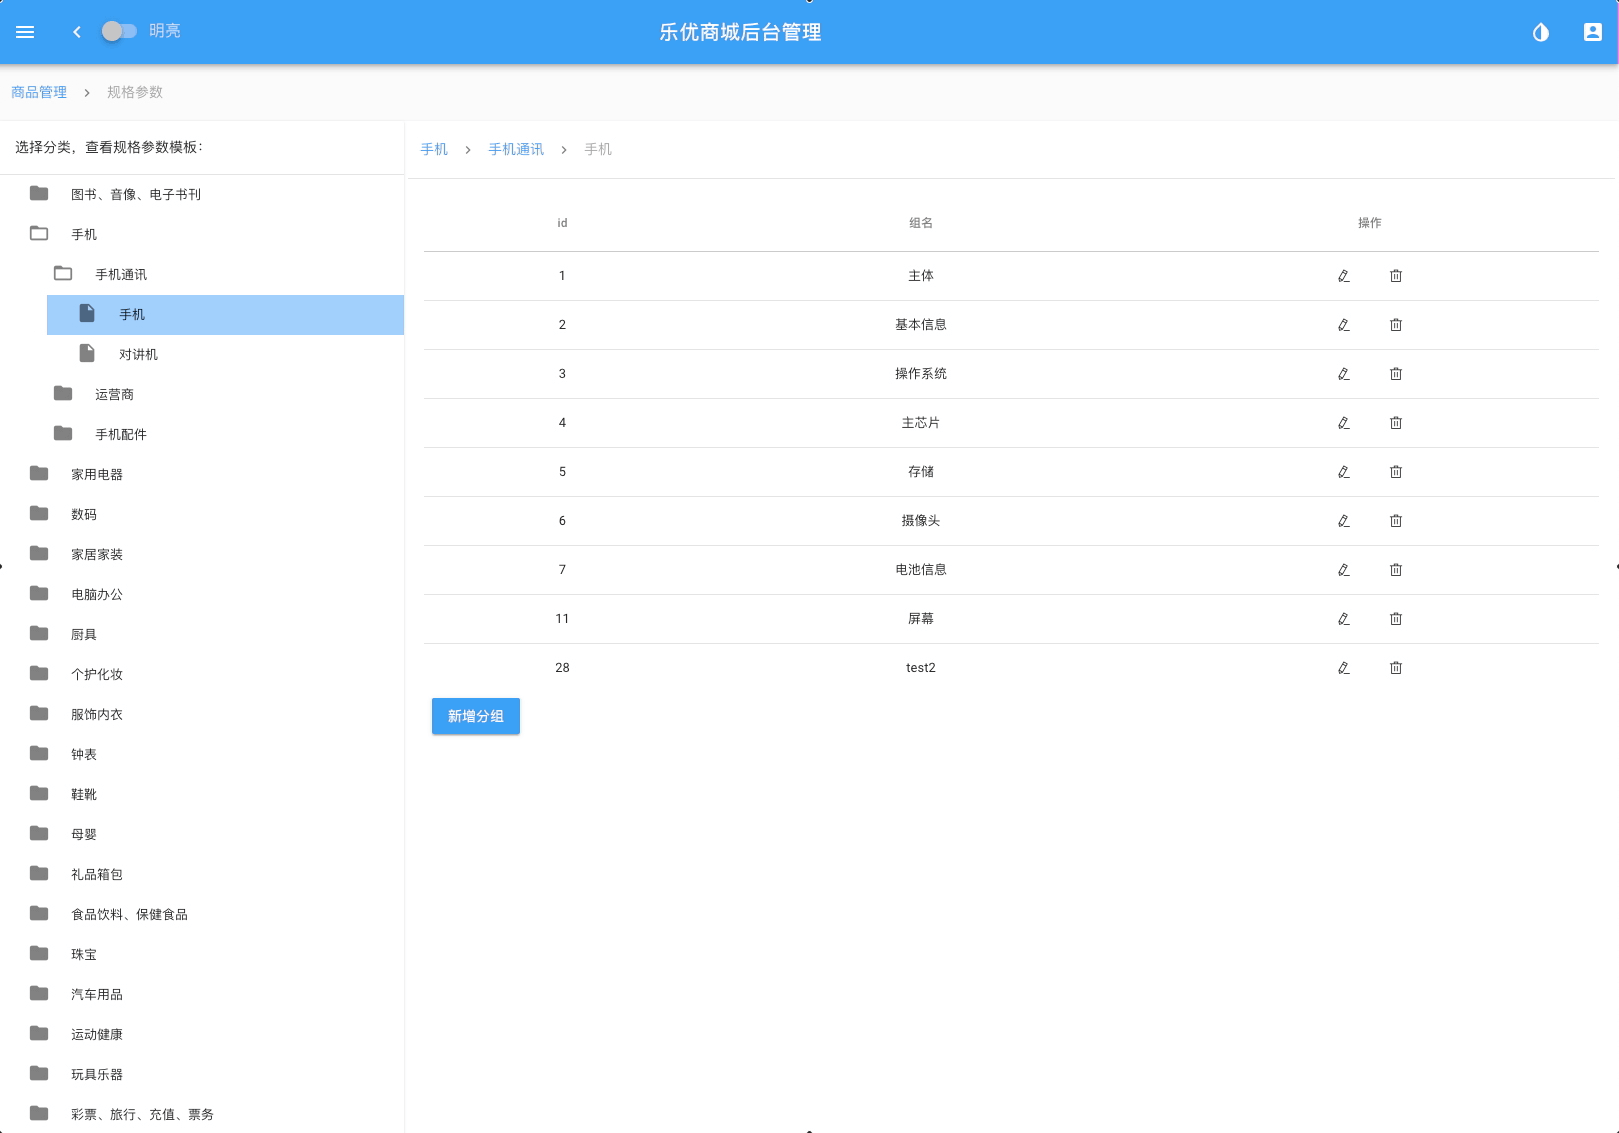 明亮
乐优商城后台管理
商品管理 > 规格参数
选择分类，查看规格参数模板：
图书、音像、电子书刊
手机
手机通讯
手机
对讲机
运营商
手机配件
家用电器
数码
家居家装
电脑办公
厨具
个护化妆
服饰内衣
钟表
鞋靴
母婴
礼品箱包
食品饮料、保健食品
珠宝
汽车用品
运动健康
玩具乐器
彩票、旅行、充值、票务
手机 > 手机通讯 > 手机
id 组名 操作
1 主体
2 基本信息
3 操作系统
4 主芯片
5 存储
6 摄像头
7 电池信息
11 屏幕
28 test2
新增分组